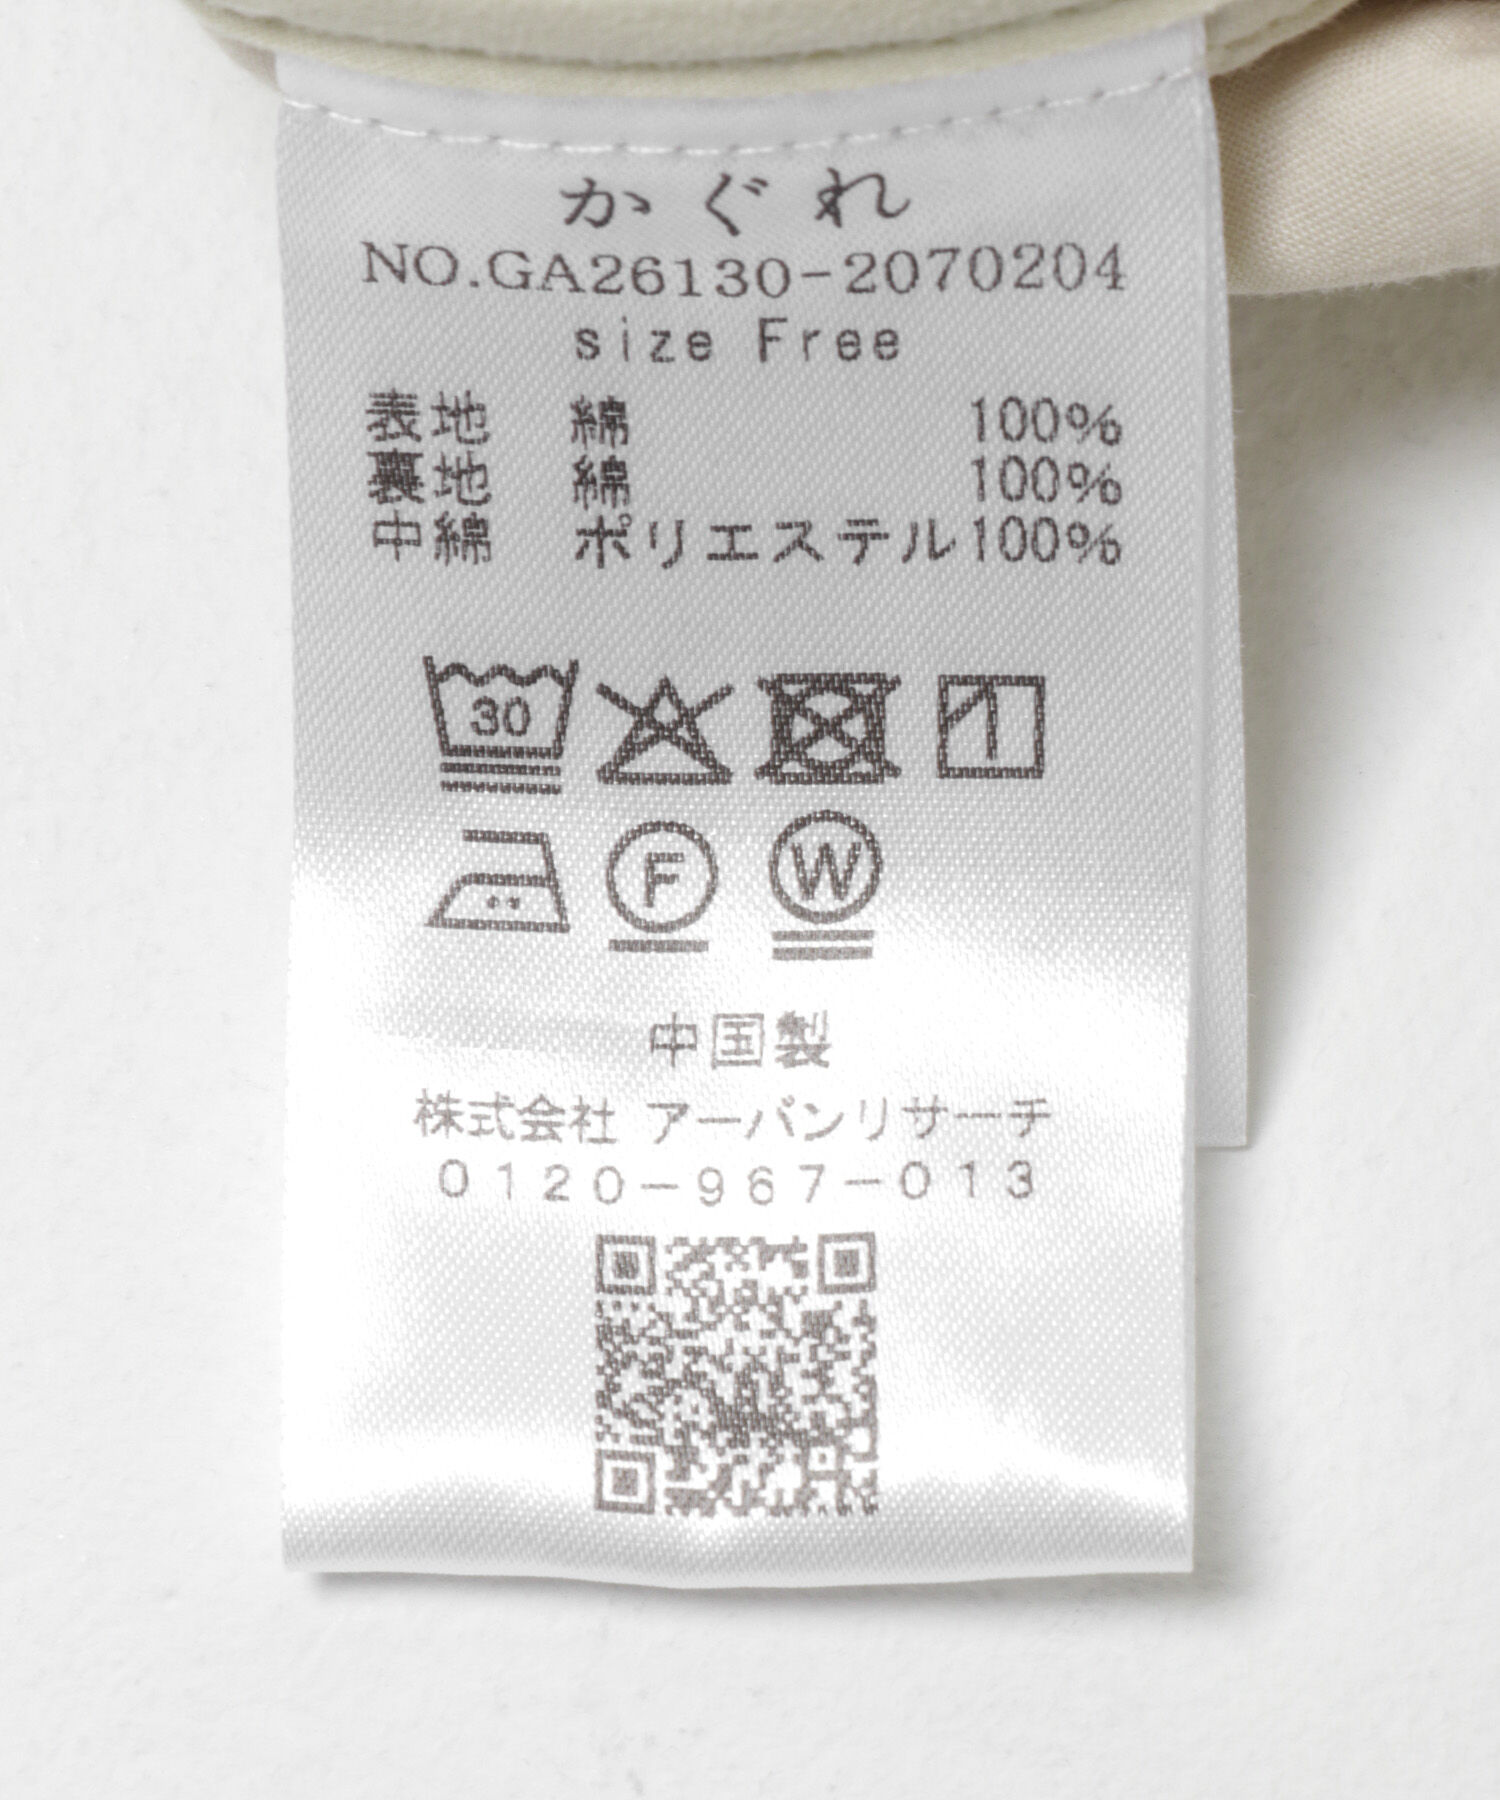 かぐれ
NO.GA26130-2070204
size Free
表地 綿 100%
裏地 綿 100%
中綿 ポリエステル100%
30
F
W
中国製
株式会社 アーバンリサーチ
0120-967-013